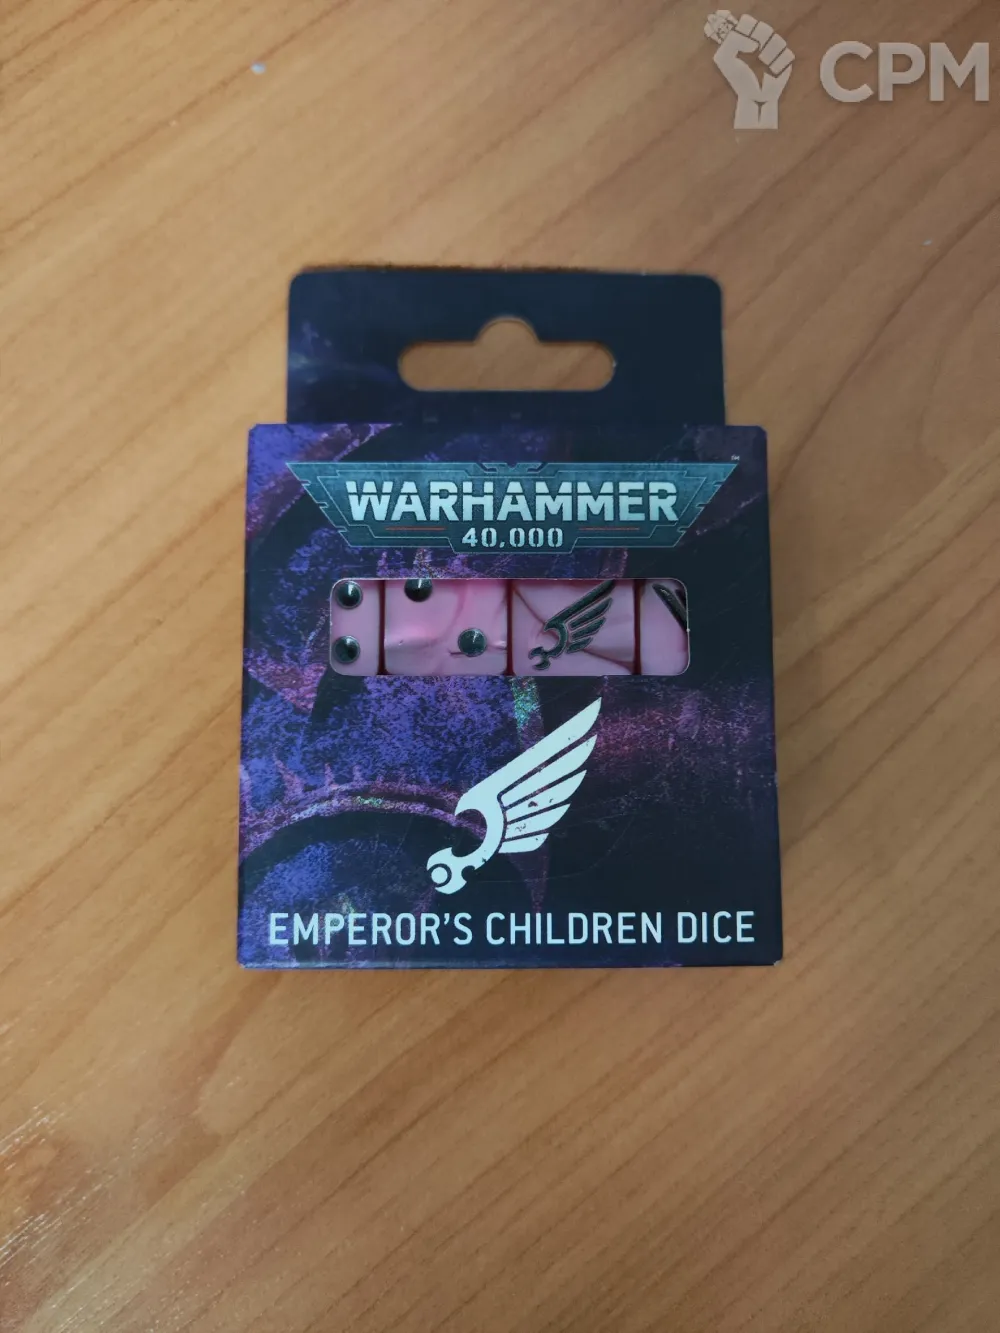 CPM
WARHAMMER
40,000
EMPEROR'S CHILDREN DICE